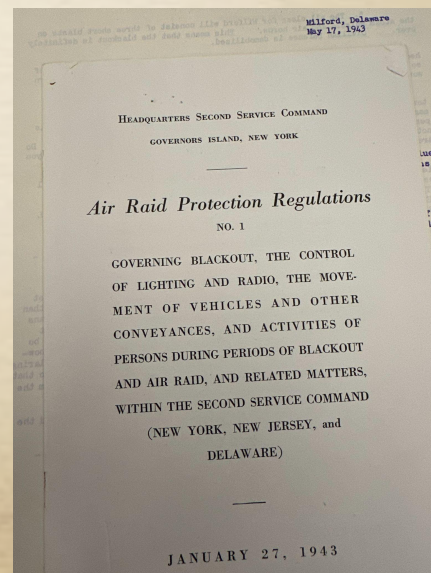 Milford, Delaware
May 17, 1943
HEADQUARTERS SECOND SERVICE COMMAND
GOVERNORS ISLAND, NEW YORK
Air Raid Protection Regulations
NO. 1
GOVERNING BLACKOUT, THE CONTROL
OF LIGHTING AND RADIO, THE MOVE-
MENT OF VEHICLES AND OTHER
CONVEYANCES, AND ACTIVITIES OF
PERSONS DURING PERIODS OF BLACKOUT
AND AIR RAID, AND RELATED MATTERS,
WITHIN THE SECOND SERVICE COMMAND
(NEW YORK, NEW JERSEY, and
DELAWARE)
JANUARY 27, 1943